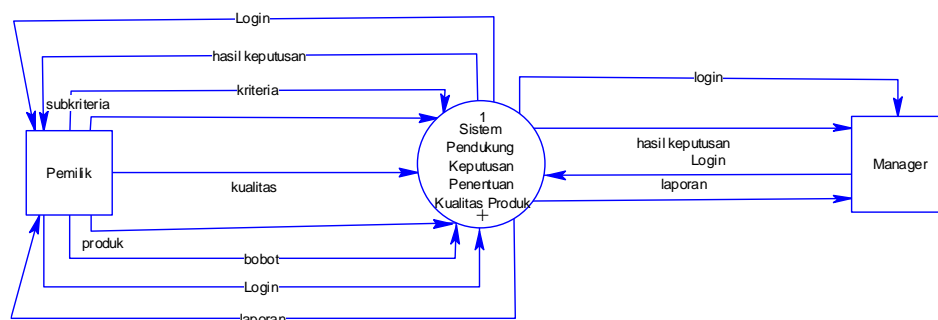 Login
hasil keputusan
kriteria
subkriteria
Pemilik
kualitas
produk
bobot
Login
laporan
1
Sistem
Pendukung
Keputusan
Penentuan
Kualitas Produk
+
login
hasil keputusan
Login
laporan
Manager